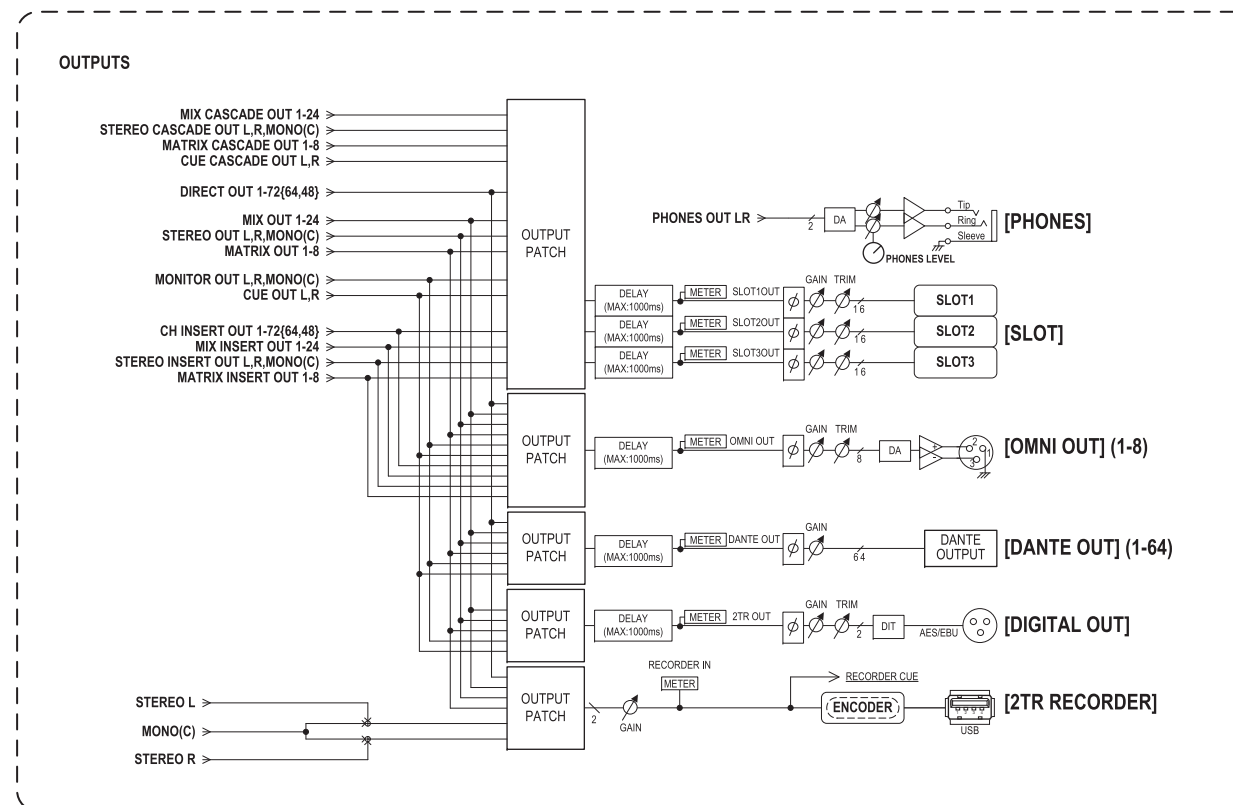 OUTPUTS
MIX CASCADE OUT 1-24
STEREO CASCADE OUT L,R,MONO(C)
MATRIX CASCADE OUT 1-8
CUE CASCADE OUT L,R
DIRECT OUT 1-72{64,48}
MIX OUT 1-24
STEREO OUT L,R,MONO(C)
MATRIX OUT 1-8
MONITOR OUT L,R,MONO(C)
CUE OUT L,R
CH INSERT OUT 1-72{64,48}
MIX INSERT OUT 1-24
STEREO INSERT OUT L,R,MONO(C)
MATRIX INSERT OUT 1-8
OUTPUT
PATCH
PHONES OUT LR
2
DA
PHONES LEVEL
Tip
Ring
Sleeve
[PHONES]
GAIN TRIM
DELAY
(MAX:1000ms)
METER SLOT1OUT
ϕ
16
SLOT1
DELAY
(MAX:1000ms)
METER SLOT2OUT
ϕ
16
SLOT2
[SLOT]
DELAY
(MAX:1000ms)
METER SLOT3OUT
ϕ
16
SLOT3
OUTPUT
PATCH
DELAY
(MAX:1000ms)
METER OMNI OUT
ϕ
GAIN TRIM
8
DA
+
-
2
1
3
[OMNI OUT] (1-8)
OUTPUT
PATCH
DELAY
(MAX:1000ms)
METER DANTE OUT
ϕ
GAIN
64
DANTE
OUTPUT
[DANTE OUT] (1-64)
OUTPUT
PATCH
DELAY
(MAX:1000ms)
METER 2TR OUT
ϕ
GAIN TRIM
2
DIT
AES/EBU
[DIGITAL OUT]
STEREO L
MONO(C)
STEREO R
OUTPUT
PATCH
2
GAIN
RECORDER IN
METER
RECORDER CUE
ENCODER
USB
[2TR RECORDER]